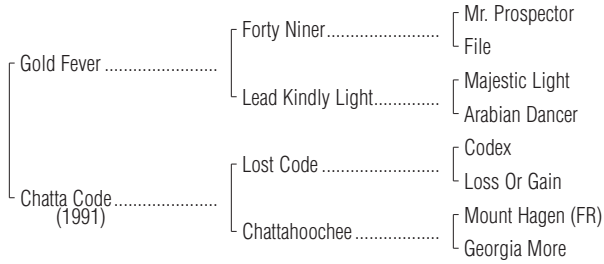 Mr. Prospector
Forty Niner
File
Gold Fever
Majestic Light
Lead Kindly Light
Arabian Dancer
Codex
Lost Code
Loss Or Gain
Chatta Code
(1991)
Mount Hagen (FR)
Chattahoochee
Georgia More